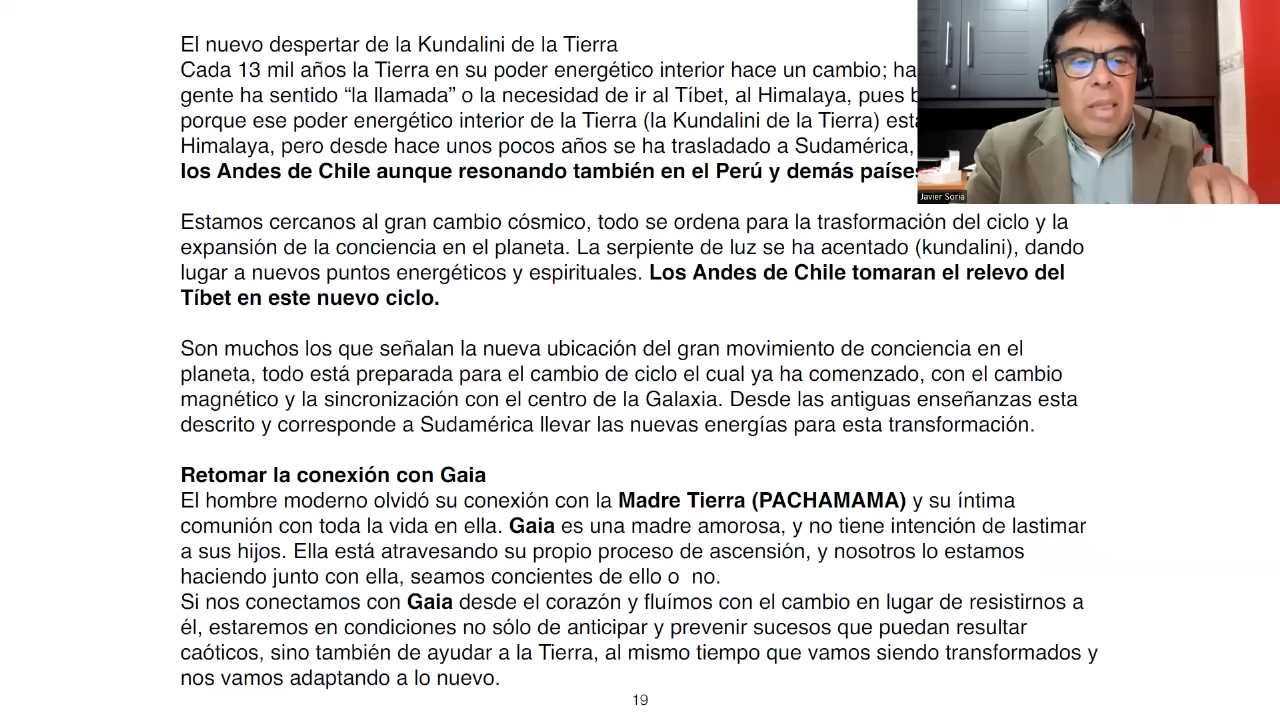 El nuevo despertar de la Kundalini de la Tierra
Cada 13 mil años la Tierra en su poder energético interior hace un cambio;
gente ha sentido “la llamada” o la necesidad de ir al Tíbet, al Himalaya, pues
porque ese poder energético interior de la Tierra (la Kundalini de la Tierra)
Himalaya, pero desde hace unos pocos años se ha trasladado a Sudamérica,
los Andes de Chile aunque resonando también en el Perú y demás países
Javier Soria
Estamos cercanos al gran cambio cósmico, todo se ordena para la trasformación del ciclo y la
expansión de la conciencia en el planeta. La serpiente de luz se ha acentado (kundalini), dando
lugar a nuevos puntos energéticos y espirituales. Los Andes de Chile tomaran el relevo del
Tíbet en este nuevo ciclo.
Son muchos los que señalan la nueva ubicación del gran movimiento de conciencia en el
planeta, todo está preparada para el cambio de ciclo el cual ya ha comenzado, con el cambio
magnético y la sincronización con el centro de la Galaxia. Desde las antiguas enseñanzas esta
descrito y corresponde a Sudamérica llevar las nuevas energías para esta transformación.
Retomar la conexión con Gaia
El hombre moderno olvidó su conexión con la Madre Tierra (PACHAMAMA) y su íntima
comunión con toda la vida en ella. Gaia es una madre amorosa, y no tiene intención de lastimar
a sus hijos. Ella está atravesando su propio proceso de ascensión, y nosotros lo estamos
haciendo junto con ella, seamos concientes de ello o no.
Si nos conectamos con Gaia desde el corazón y fluímos con el cambio en lugar de resistirnos a
él, estaremos en condiciones no sólo de anticipar y prevenir sucesos que puedan resultar
caóticos, sino también de ayudar a la Tierra, al mismo tiempo que vamos siendo transformados y
nos vamos adaptando a lo nuevo.
19